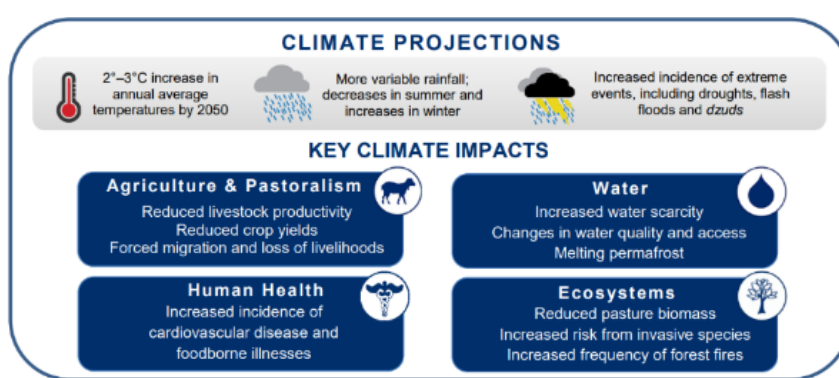 CLIMATE PROJECTIONS
2°–3°C increase in
annual average
temperatures by 2050
More variable rainfall;
decreases in summer and
increases in winter
Increased incidence of extreme
events, including droughts, flash
floods and dzuds
KEY CLIMATE IMPACTS
Agriculture & Pastoralism
Reduced livestock productivity
Reduced crop yields
Forced migration and loss of livelihoods
Water
Increased water scarcity
Changes in water quality and access
Melting permafrost
Human Health
Increased incidence of
cardiovascular disease and
foodborne illnesses
Ecosystems
Reduced pasture biomass
Increased risk from invasive species
Increased frequency of forest fires